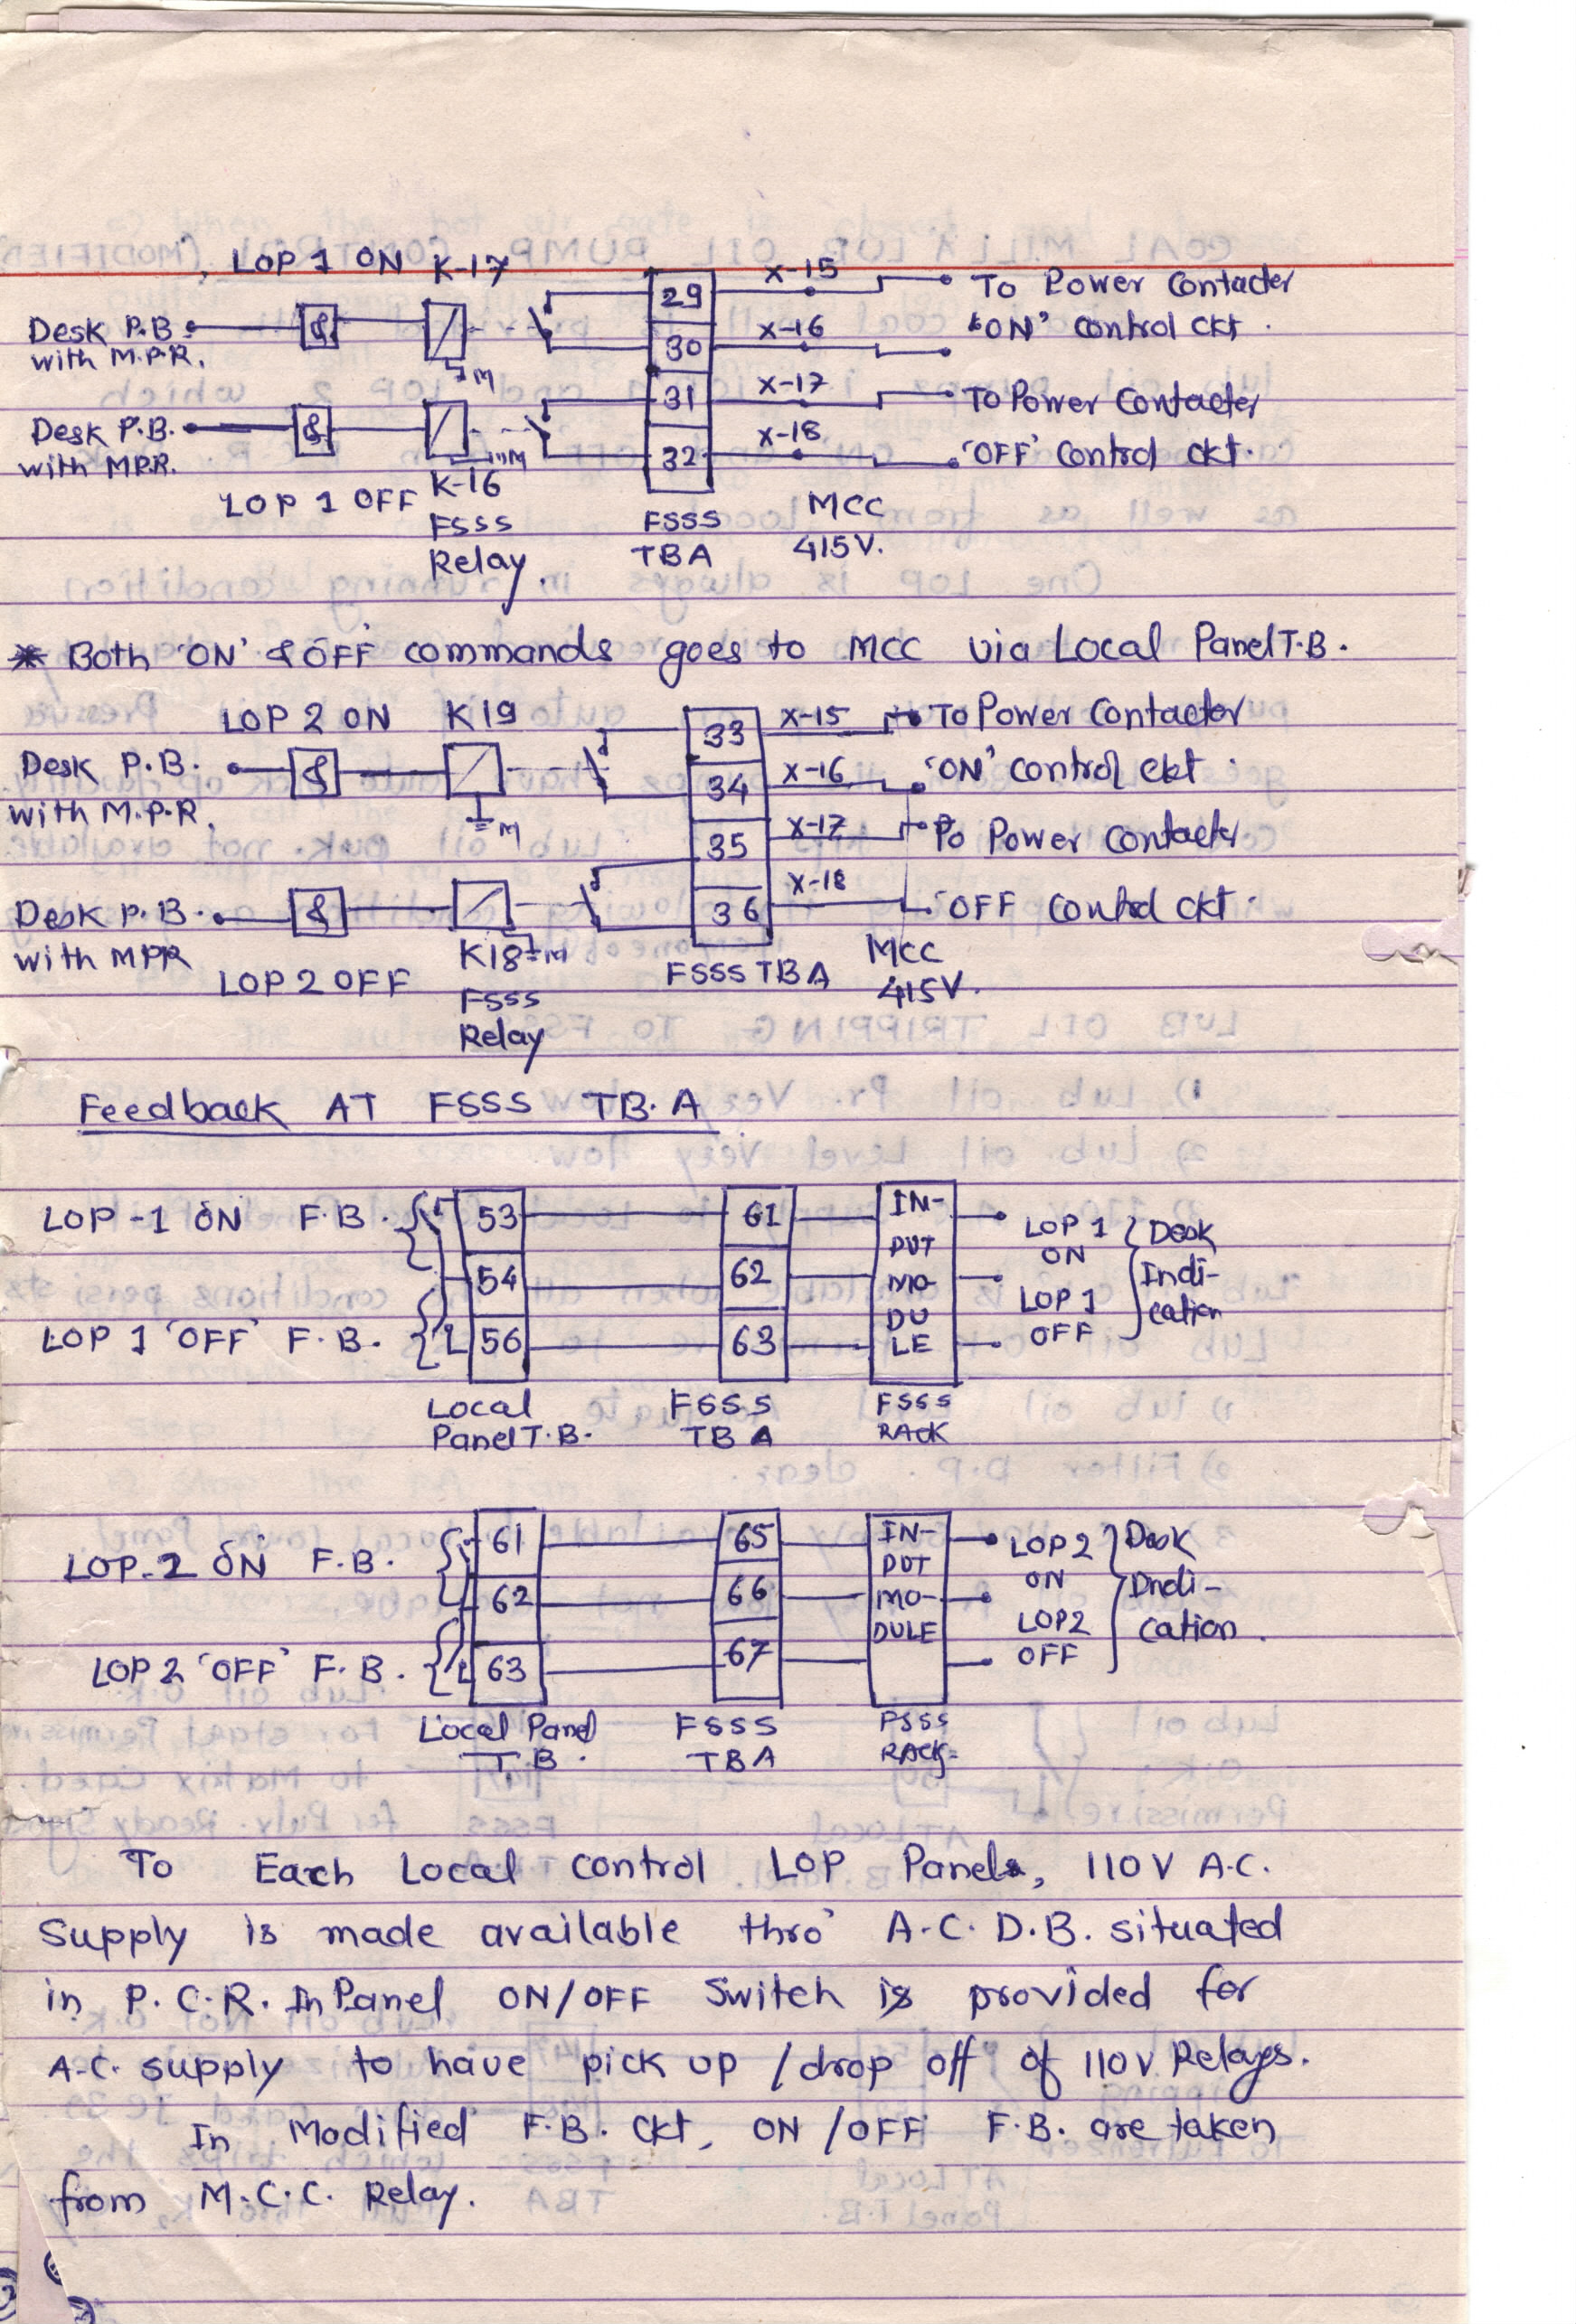 LOP 1 ON K-17
29 X-15 To Power Contacter
Desk P.B. & 30 X-16 'ON' Control Ckt.
with M.P.R. M
31 X-17 To Power Contacter
Desk P.B. & 32 X-18 'OFF' Control Ckt.
with M.P.R. M
LOP 1 OFF K-16 FSSS MCC
FSSS TBA 415V.
Relay.
* Both 'ON' & 'OFF' commands goes to MCC via Local Panel T.B.
LOP 2 ON K19 33 X-15 To Power Contactor
Desk P.B. & 34 X-16 'ON' control ckt.
with M.P.R. M
35 X-17 To Power Contacter
Desk P.B. & 36 X-18 'OFF Control Ckt.
with MPR K18 M MCC
LOP 2 OFF FSSS FSSS TBA 415V.
Relay
Feedback AT FSSS TB. A
LOP-1 ON F.B. 53 61 IN- LOP 1 Desk
PUT ON Indi-
54 62 MO- LOP 1 cation
DU OFF
LOP 1 'OFF' F.B. 56 63 LE
Local FSSS FSSS
Panel T.B. TB A RACK
LOP-2 ON F.B. 61 65 IN- LOP 2 Desk
PUT ON Indi-
62 66 MO- LOP2 cation.
DULE OFF
LOP 2 'OFF' F.B. 63 67
Local Panel FSSS FSSS
T.B. TBA RACK
To Each Local control LOP Panel, 110V A.C.
Supply is made available thro' A.C.D.B. situated
in P.C.R. In Panel ON/OFF Switch is provided for
A.C. supply to have pick up / drop off of 110V Relays.
In Modified F.B. Ckt, ON/OFF F.B. are taken
from M.C.C. Relay.